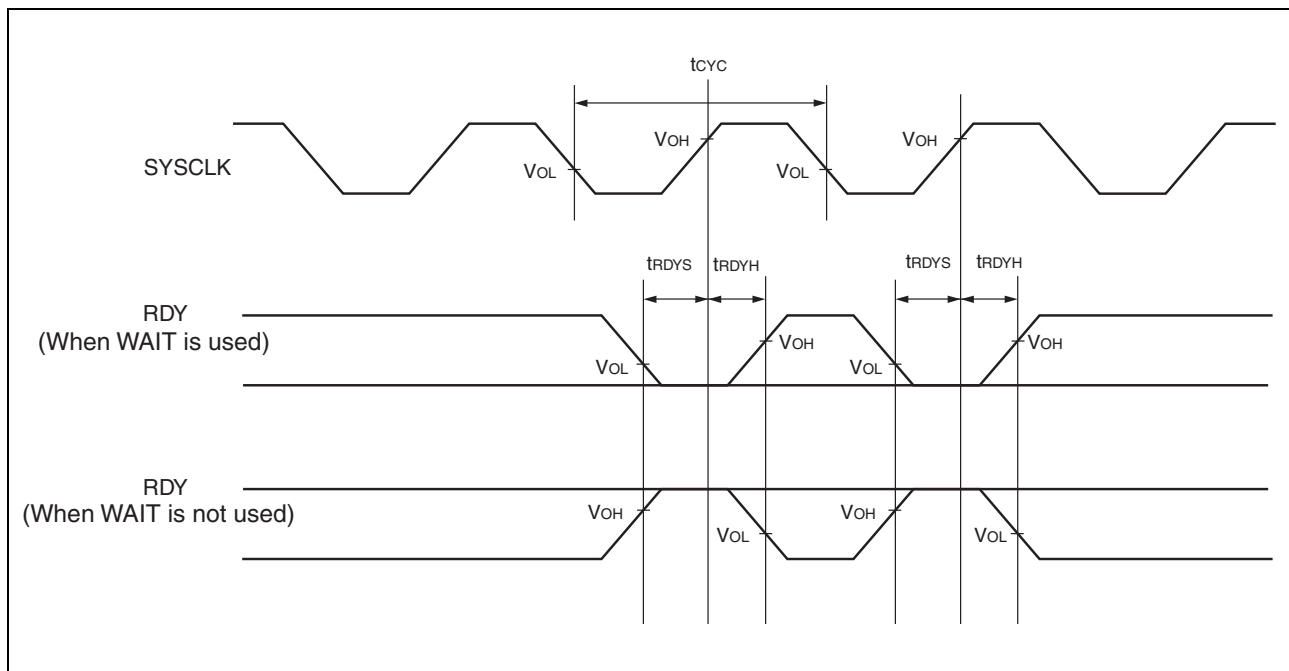 tCYC
VOH
VOH
SYSCLK
VOL
VOL
tRDYS
tRDYH
tRDYS
tRDYH
RDY
(When WAIT is used)
VOH
VOH
VOL
VOL
RDY
(When WAIT is not used)
VOH
VOH
VOL
VOL